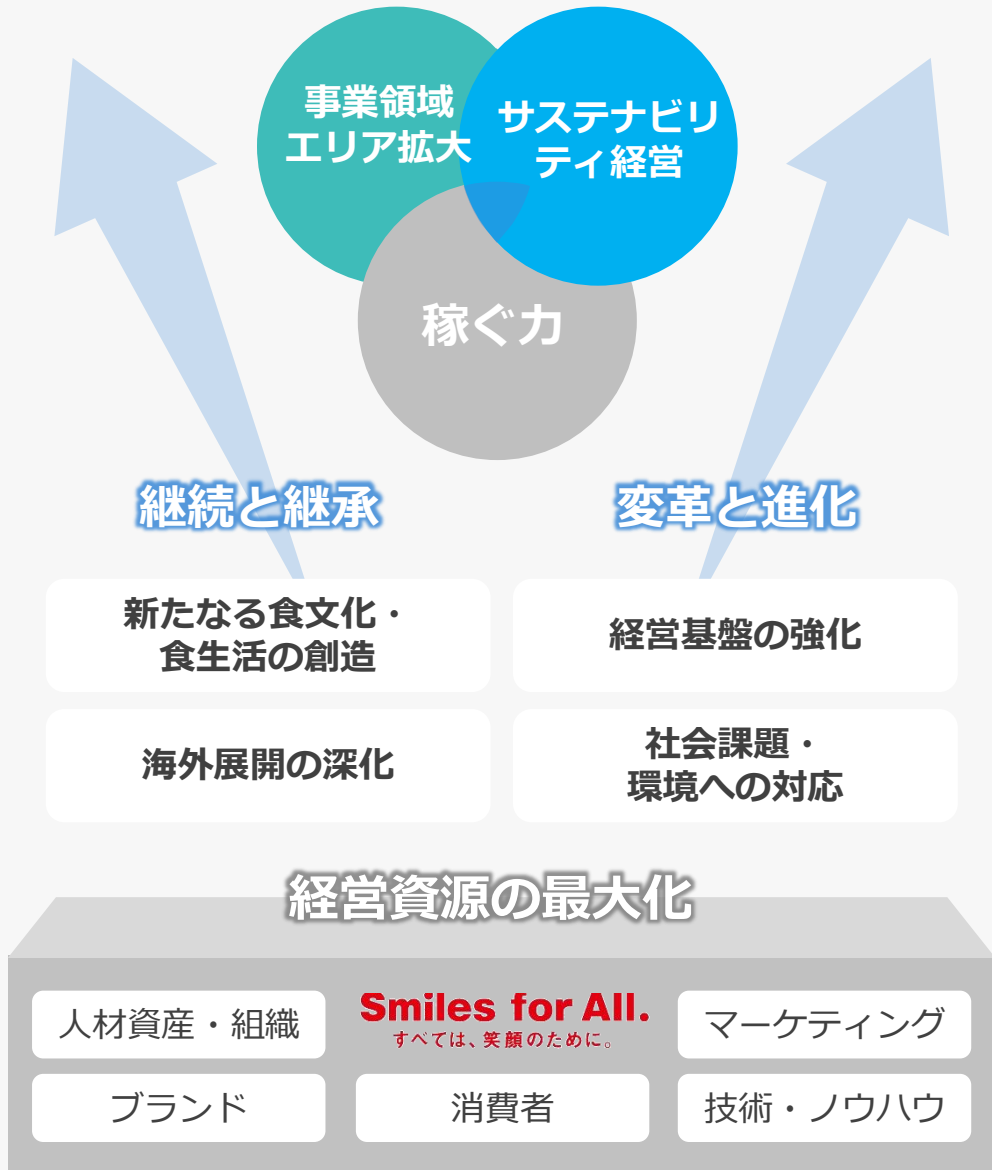 事業領域
エリア拡大
サステナビリ
ティ経営
稼ぐ力
継続と継承
変革と進化
新たなる食文化・
食生活の創造
経営基盤の強化
海外展開の深化
社会課題・
環境への対応
経営資源の最大化
人材資産・組織
Smiles for All.
すべては、笑顔のために。
マーケティング
ブランド
消費者
技術・ノウハウ